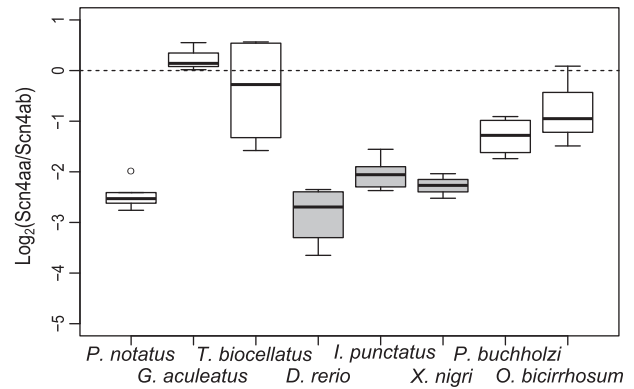 Log₂(Scn4aa/Scn4ab)
1
0
-1
-2
-3
-4
-5
P. notatus T. biocellatus I. punctatus P. buchholzi
G. aculeatus D. rerio X. nigri O. bicirrhosum